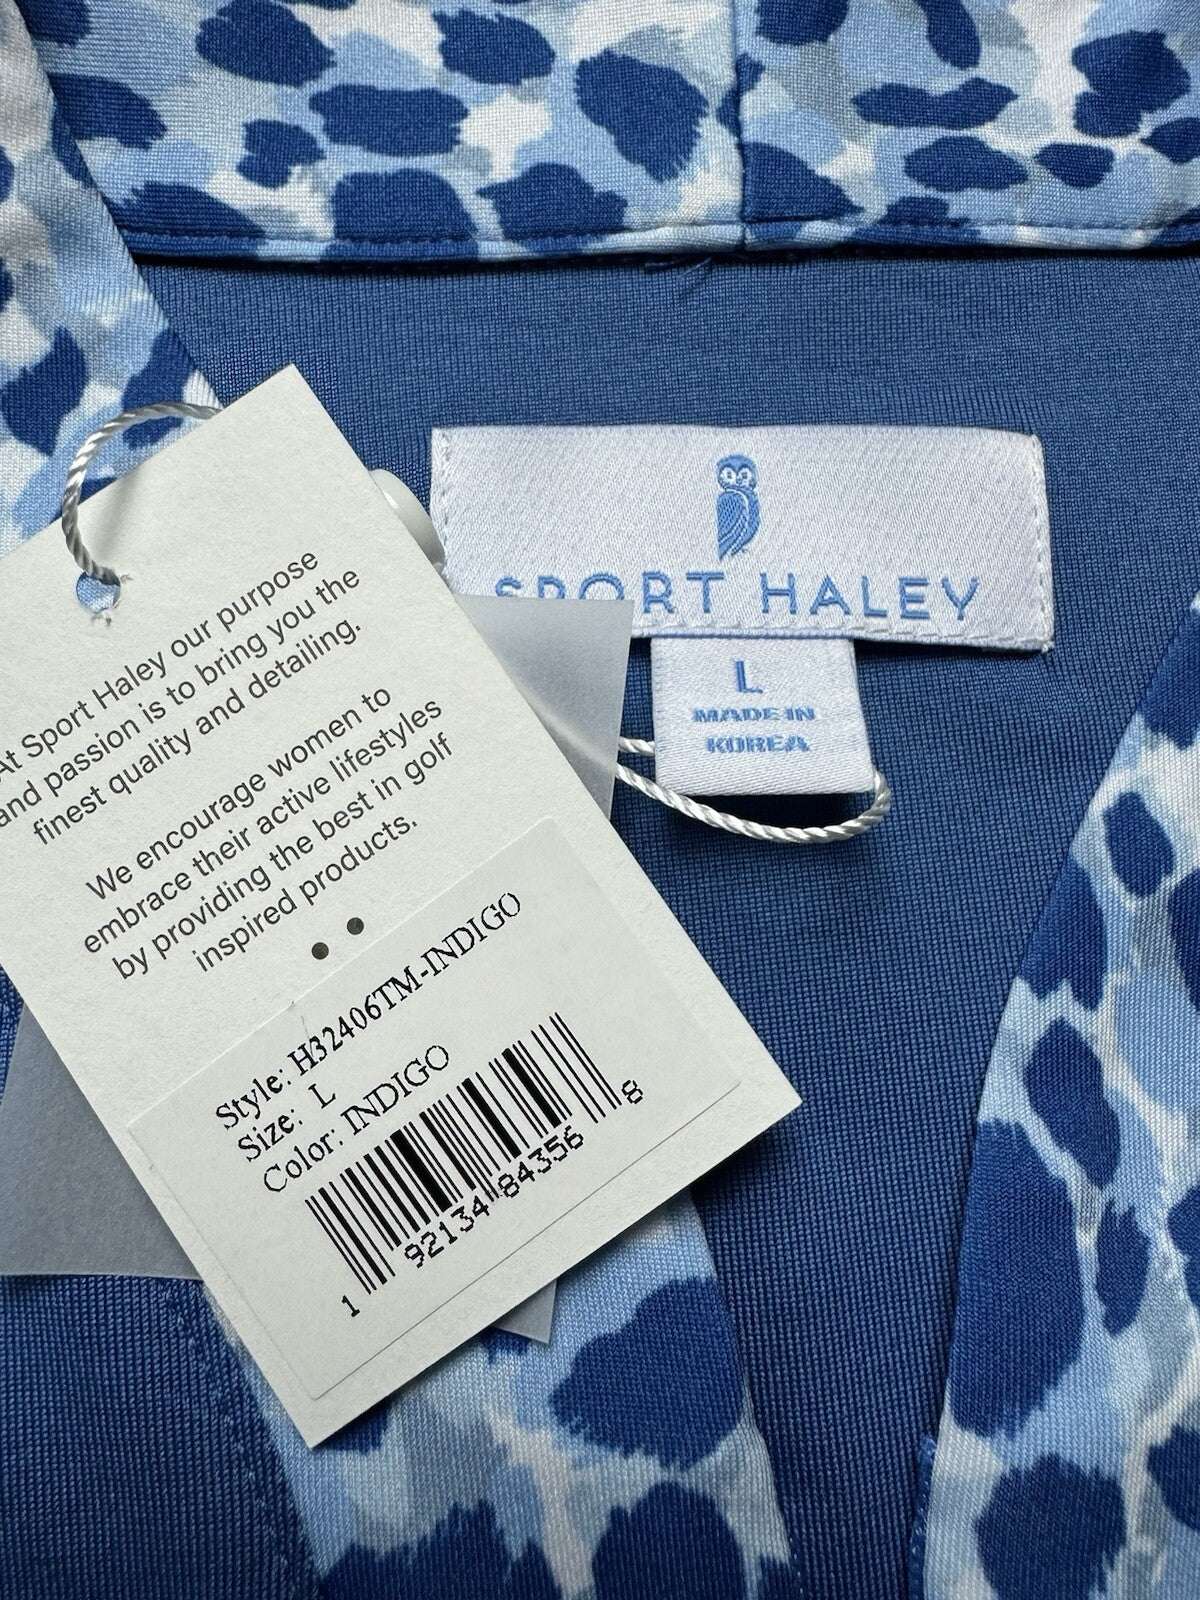 At Sport Haley our purpose
and passion is to bring you the
finest quality and detailing.
We encourage women to
embrace their active lifestyles
by providing the best in golf
inspired products.
Style: H32406TM-INDIGO
Size: L
Color: INDIGO
1 92134 84356 8
SPORT HALEY
L
MADE IN
KOREA